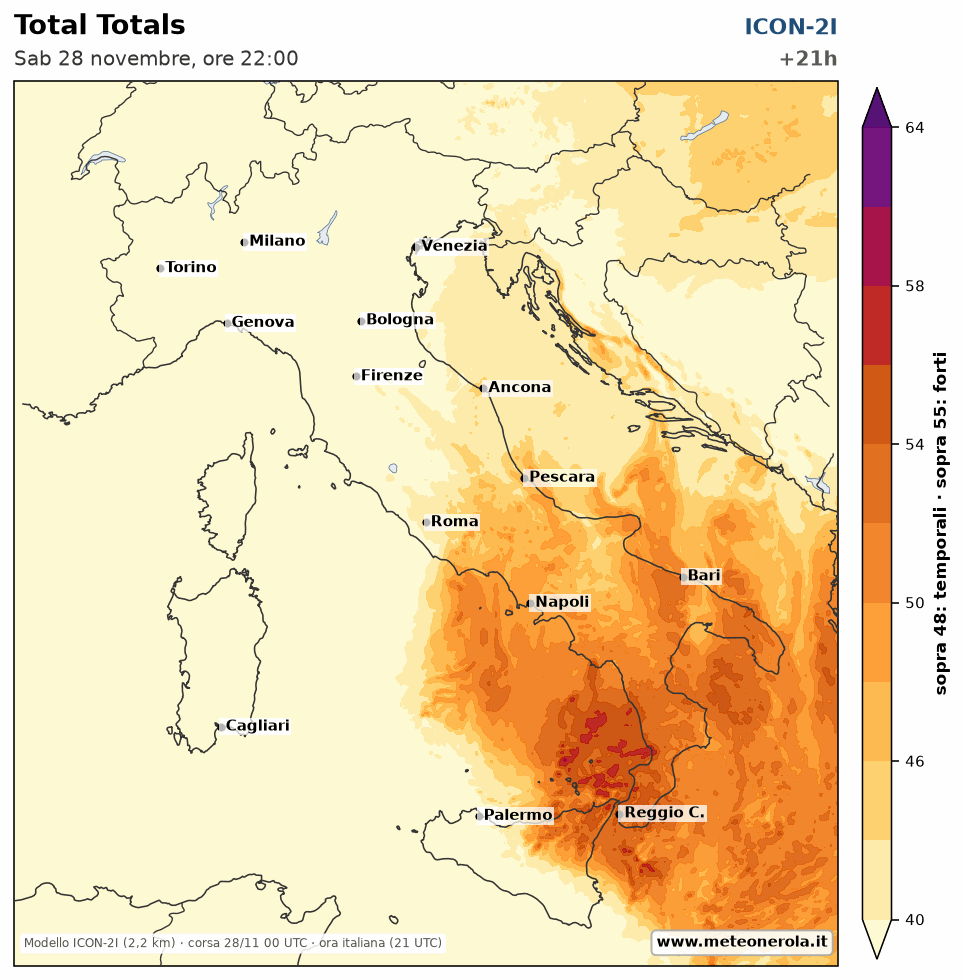 Total Totals
ICON-2I
Sab 28 novembre, ore 22:00
+21h
Milano
Venezia
Torino
Genova
Bologna
Firenze
Ancona
Pescara
Roma
Bari
Napoli
Cagliari
Palermo
Reggio C.
64
58
54
50
46
40
sopra 48: temporali · sopra 55: forti
Modello ICON-2I (2,2 km) · corsa 28/11 00 UTC · ora italiana (21 UTC)
www.meteonerola.it